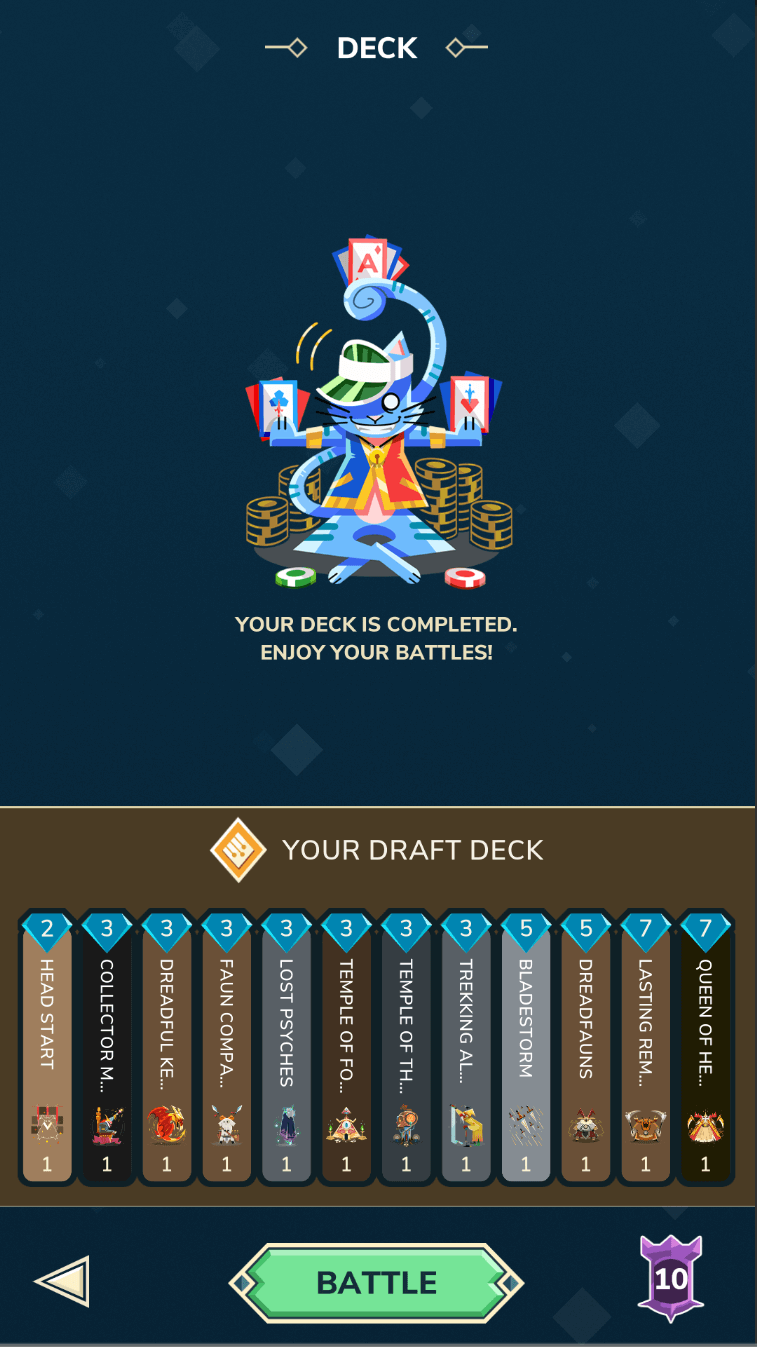 DECK
A
YOUR DECK IS COMPLETED.
ENJOY YOUR BATTLES!
YOUR DRAFT DECK
2 3 3 3 3 3 3 3 5 5 7 7
HEAD START
COLLECTOR M...
DREADFUL KE...
FAUN COMPA...
LOST PSYCHES
TEMPLE OF FO...
TEMPLE OF TH...
TREKKING AL...
BLADESTORM
DREADFAUNS
LASTING REM...
QUEEN OF HE...
1 1 1 1 1 1 1 1 1 1 1 1
BATTLE
10